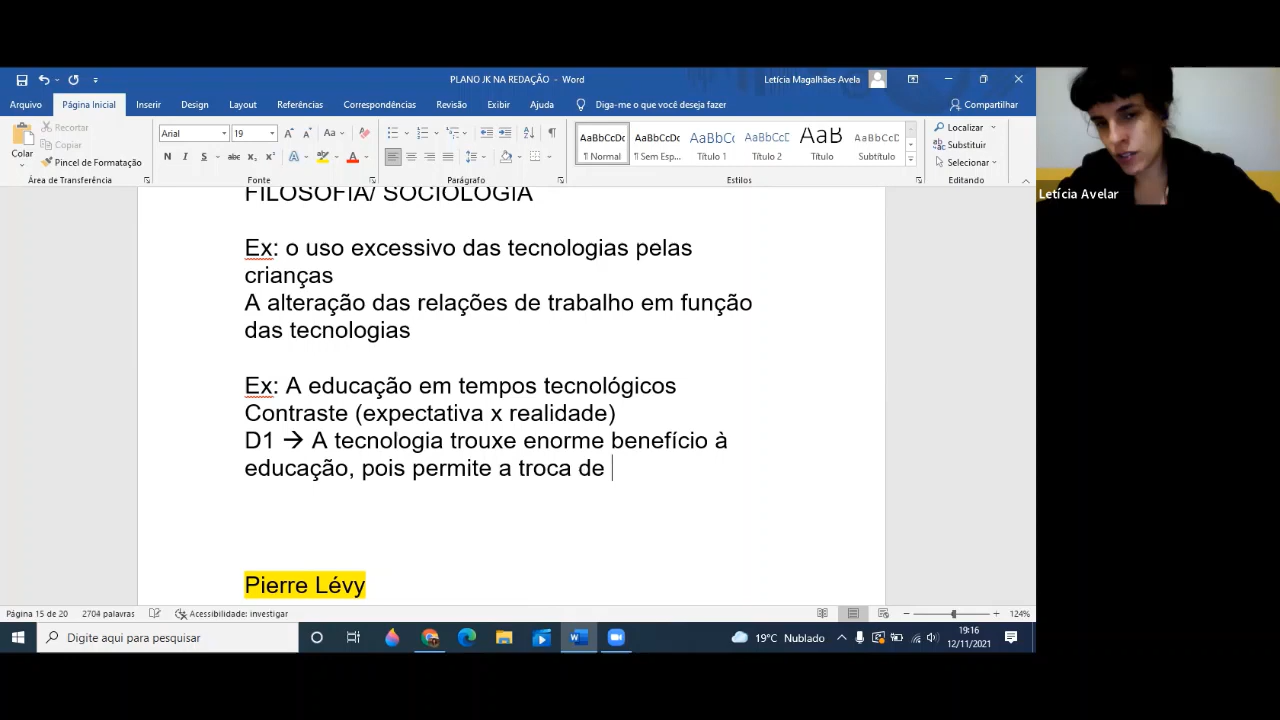 PLANO JK NA REDAÇÃO - Word
Letícia Magalhães Avela
Arquivo Página Inicial Inserir Design Layout Referências Correspondências Revisão Exibir Ajuda Diga-me o que você deseja fazer Compartilhar
Colar
Recortar
Copiar
Pincel de Formatação
Área de Transferência
Arial 19
Fonte
Parágrafo
AaBbCcDc AaBbCcDc AaBbCc AaBbCcD AaB AaBbCcD
¶ Normal ¶ Sem Esp... Título 1 Título 2 Título Subtítulo
Estilos
Localizar
Substituir
Selecionar
Editando
Letícia Avelar
FILOSOFIA/ SOCIOLOGIA
Ex: o uso excessivo das tecnologias pelas
crianças
A alteração das relações de trabalho em função
das tecnologias
Ex: A educação em tempos tecnológicos
Contraste (expectativa x realidade)
D1 → A tecnologia trouxe enorme benefício à
educação, pois permite a troca de
Pierre Lévy
Página 15 de 20 2704 palavras Acessibilidade: investigar 124%
Digite aqui para pesquisar
19°C Nublado
19:16
12/11/2021